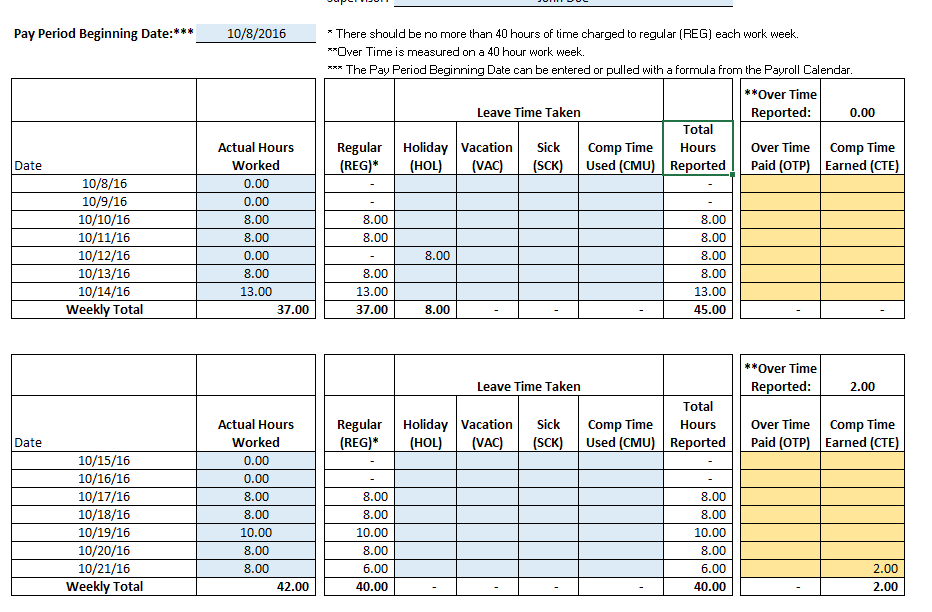 Pay Period Beginning Date:*** 10/8/2016 * There should be no more than 40 hours of time charged to regular (REG) each work week.
**Over Time is measured on a 40 hour work week.
*** The Pay Period Beginning Date can be entered or pulled with a formula from the Payroll Calendar.
**Over Time
Leave Time Taken Reported: 0.00
Total
Actual Hours Regular Holiday Vacation Sick Comp Time Hours Over Time Comp Time
Date Worked (REG)* (HOL) (VAC) (SCK) Used (CMU) Reported Paid (OTP) Earned (CTE)
10/8/16 0.00 - -
10/9/16 0.00 - -
10/10/16 8.00 8.00 8.00
10/11/16 8.00 8.00 8.00
10/12/16 0.00 - 8.00 8.00
10/13/16 8.00 8.00 8.00
10/14/16 13.00 13.00 13.00
Weekly Total 37.00 37.00 8.00 - - - 45.00 - -
**Over Time
Leave Time Taken Reported: 2.00
Total
Actual Hours Regular Holiday Vacation Sick Comp Time Hours Over Time Comp Time
Date Worked (REG)* (HOL) (VAC) (SCK) Used (CMU) Reported Paid (OTP) Earned (CTE)
10/15/16 0.00 - -
10/16/16 0.00 - -
10/17/16 8.00 8.00 8.00
10/18/16 8.00 8.00 8.00
10/19/16 10.00 10.00 10.00
10/20/16 8.00 8.00 8.00
10/21/16 8.00 6.00 6.00 2.00
Weekly Total 42.00 40.00 - - - - 40.00 - 2.00